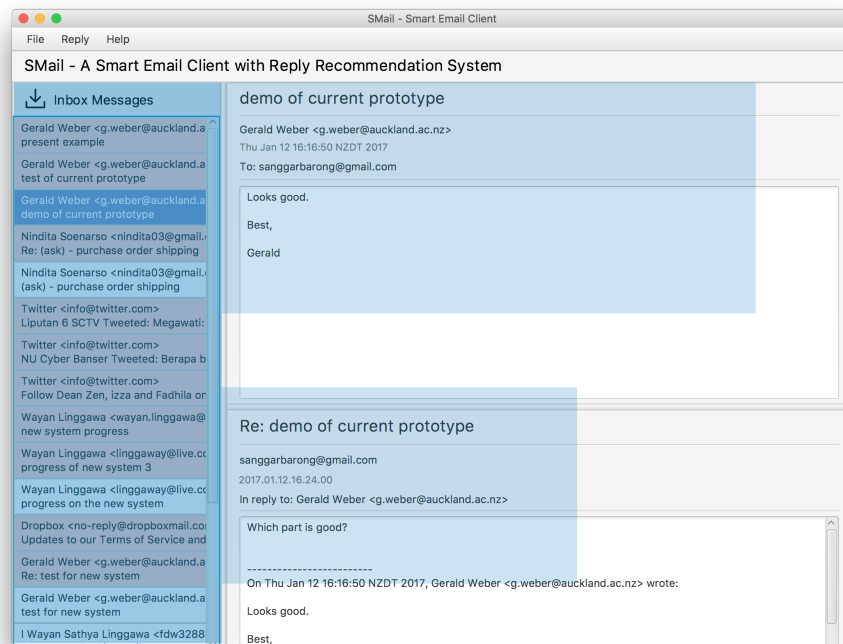 SMail - Smart Email Client
File Reply Help
SMail - A Smart Email Client with Reply Recommendation System
Inbox Messages
Gerald Weber <g.weber@auckland.a
present example
Gerald Weber <g.weber@auckland.a
test of current prototype
Gerald Weber <g.weber@auckland.a
demo of current prototype
Nindita Soenarso <nindita03@gmail.
Re: (ask) - purchase order shipping
Nindita Soenarso <nindita03@gmail.
(ask) - purchase order shipping
Twitter <info@twitter.com>
Liputan 6 SCTV Tweeted: Megawati:
Twitter <info@twitter.com>
NU Cyber Banser Tweeted: Berapa b
Twitter <info@twitter.com>
Follow Dean Zen, izza and Fadhila on
Wayan Linggawa <wayan.linggawa@
new system progress
Wayan Linggawa <linggaway@live.co
progress of new system 3
Wayan Linggawa <linggaway@live.co
progress on the new system
Dropbox <no-reply@dropboxmail.co
Updates to our Terms of Service and
Gerald Weber <g.weber@auckland.a
Re: test for new system
Gerald Weber <g.weber@auckland.a
test for new system
I Wayan Sathya Linggawa <fdw3288
demo of current prototype
Gerald Weber <g.weber@auckland.ac.nz>
Thu Jan 12 16:16:50 NZDT 2017
To: sanggarbarong@gmail.com
Looks good.
Best,
Gerald
Re: demo of current prototype
sanggarbarong@gmail.com
2017.01.12.16.24.00
In reply to: Gerald Weber <g.weber@auckland.ac.nz>
Which part is good?
-------------------------
On Thu Jan 12 16:16:50 NZDT 2017, Gerald Weber <g.weber@auckland.ac.nz> wrote:
Looks good.
Best,